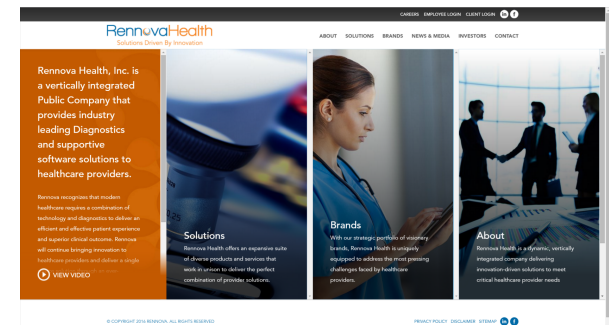 CAREERS EMPLOYEE LOGIN CLIENT LOGIN
RennovaHealth
Solutions Driven By Innovation
ABOUT SOLUTIONS BRANDS NEWS & MEDIA INVESTORS CONTACT
Rennova Health, Inc. is
a vertically integrated
Public Company that
provides industry
leading Diagnostics
and supportive
software solutions to
healthcare providers.
Rennova recognizes that modern
healthcare requires a combination of
technology and diagnostics to deliver an
efficient and effective patient experience
and superior clinical outcome. Rennova
will continue bringing innovation to
healthcare providers and deliver a single
VIEW VIDEO
0.25
Solutions
Rennova Health offers an expansive suite
of diverse products and services that
work in unison to deliver the perfect
combination of provider solutions.
Brands
With our strategic portfolio of visionary
brands, Rennova Health is uniquely
equipped to address the most pressing
challenges faced by healthcare
providers.
About
Rennova Health is a dynamic, vertically
integrated company delivering
innovation-driven solutions to meet
critical healthcare provider needs
© COPYRIGHT 2016 RENNOVA. ALL RIGHTS RESERVED
PRIVACY POLICY DISCLAIMER SITEMAP